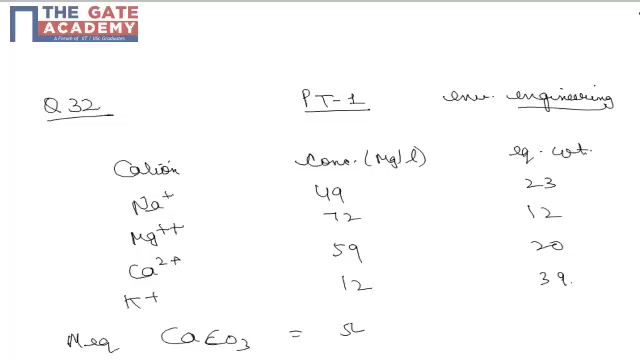 THE GATE
ACADEMY
A Forum of IIT / IISc Graduates
Q 32 PT-1 env. engineering
Cation Conc. (Mg/l) eq. wt.
Na+ 49 23
Mg++ 72 12
Ca2+ 59 20
K+ 12 39.
Meq CaCO3 =